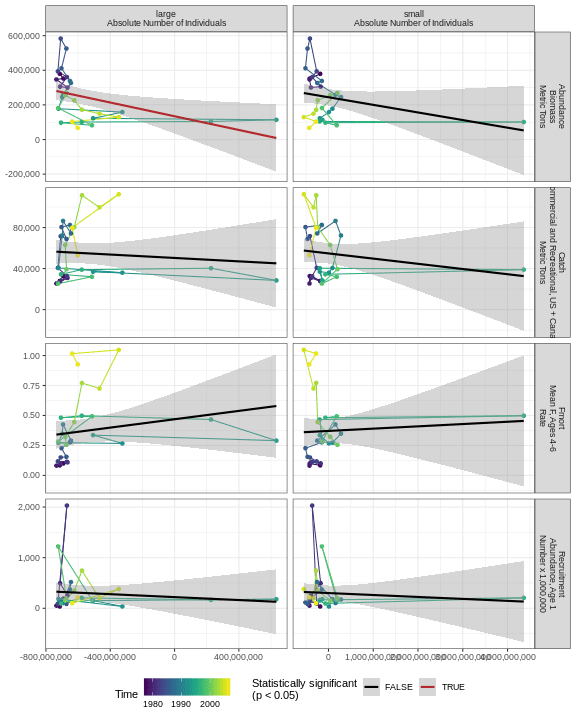 large
Absolute Number of Individuals
small
Absolute Number of Individuals
600,000
400,000
200,000
0
-200,000
Abundance
Biomass
Metric Tons
80,000
40,000
0
Catch
ommercial and Recreational, US + Cana
Metric Tons
1.00
0.75
0.50
0.25
0.00
Fmort
Mean F, Ages 4-6
Rate
2,000
1,000
0
Recruitment
Abundance, Age 1
Number x 1,000,000
-800,000,000
-400,000,000
0
400,000,000
0
1,000,000,000
2,000,000,000
3,000,000,000
4,000,000,000
Time
1980
1990
2000
Statistically significant
(p < 0.05)
FALSE
TRUE